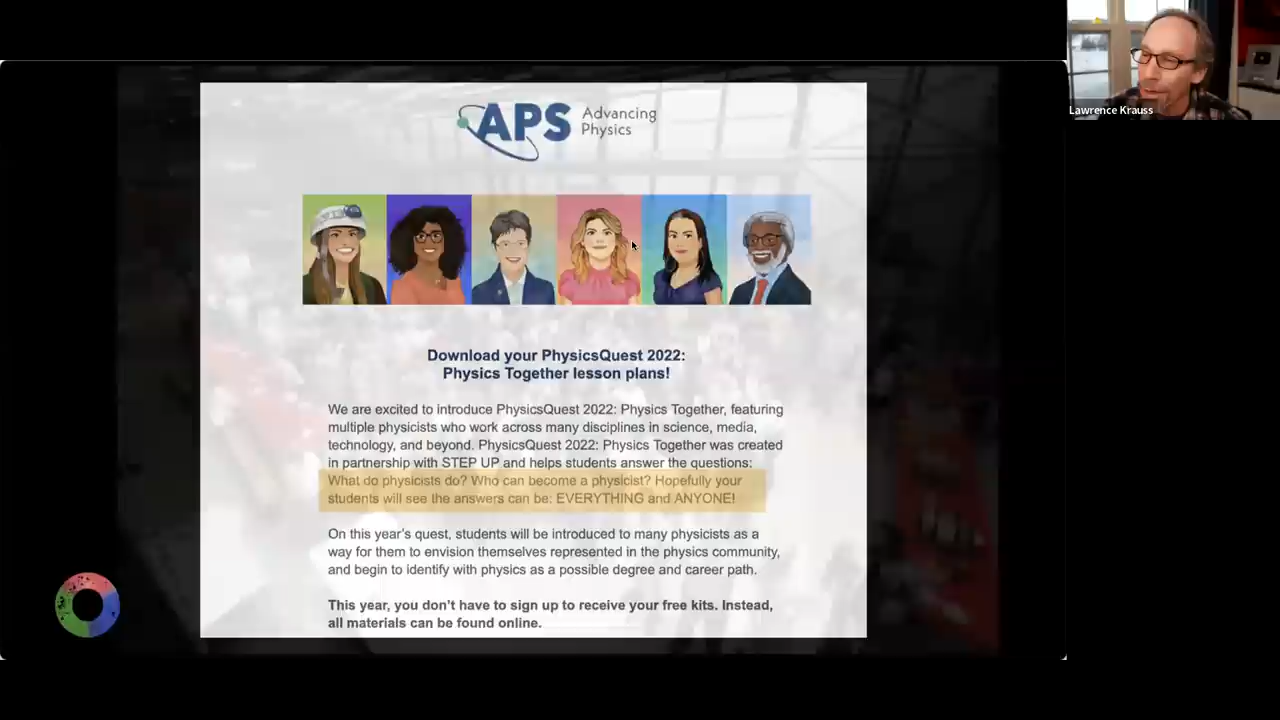 Lawrence Krauss
APS Advancing
Physics
Download your PhysicsQuest 2022:
Physics Together lesson plans!
We are excited to introduce PhysicsQuest 2022: Physics Together, featuring
multiple physicists who work across many disciplines in science, media,
technology, and beyond. PhysicsQuest 2022: Physics Together was created
in partnership with STEP UP and helps students answer the questions:
What do physicists do? Who can become a physicist? Hopefully your
students will see the answers can be: EVERYTHING and ANYONE!
On this year's quest, students will be introduced to many physicists as a
way for them to envision themselves represented in the physics community,
and begin to identify with physics as a possible degree and career path.
This year, you don't have to sign up to receive your free kits. Instead,
all materials can be found online.